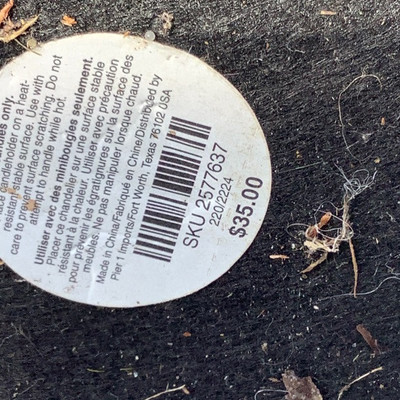 es only.
candleholder on a heat-
resistant stable surface. Use with
care to prevent surface scratching. Do not
attempt to handle while hot.
Utiliser avec des minibougies seulement.
Placer ce chandelier sur une surface stable
résistant à la chaleur. Utiliser avec précaution
pour prévenir les égratignures sur la surface des
meubles. Ne pas manipuler lorsque chaud.
Made in China/Fabriqué en Chine/Distributed by
Pier 1 Imports/Fort Worth, Texas 76102 USA
SKU 2577637
220/2224
$35.00